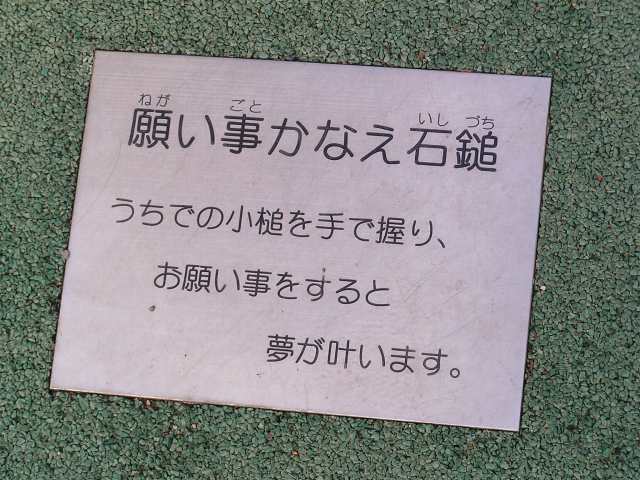 ねが ごと いし づち
願い事かなえ石鎚
うちでの小槌を手で握り、
お願い事をすると
夢が叶います。